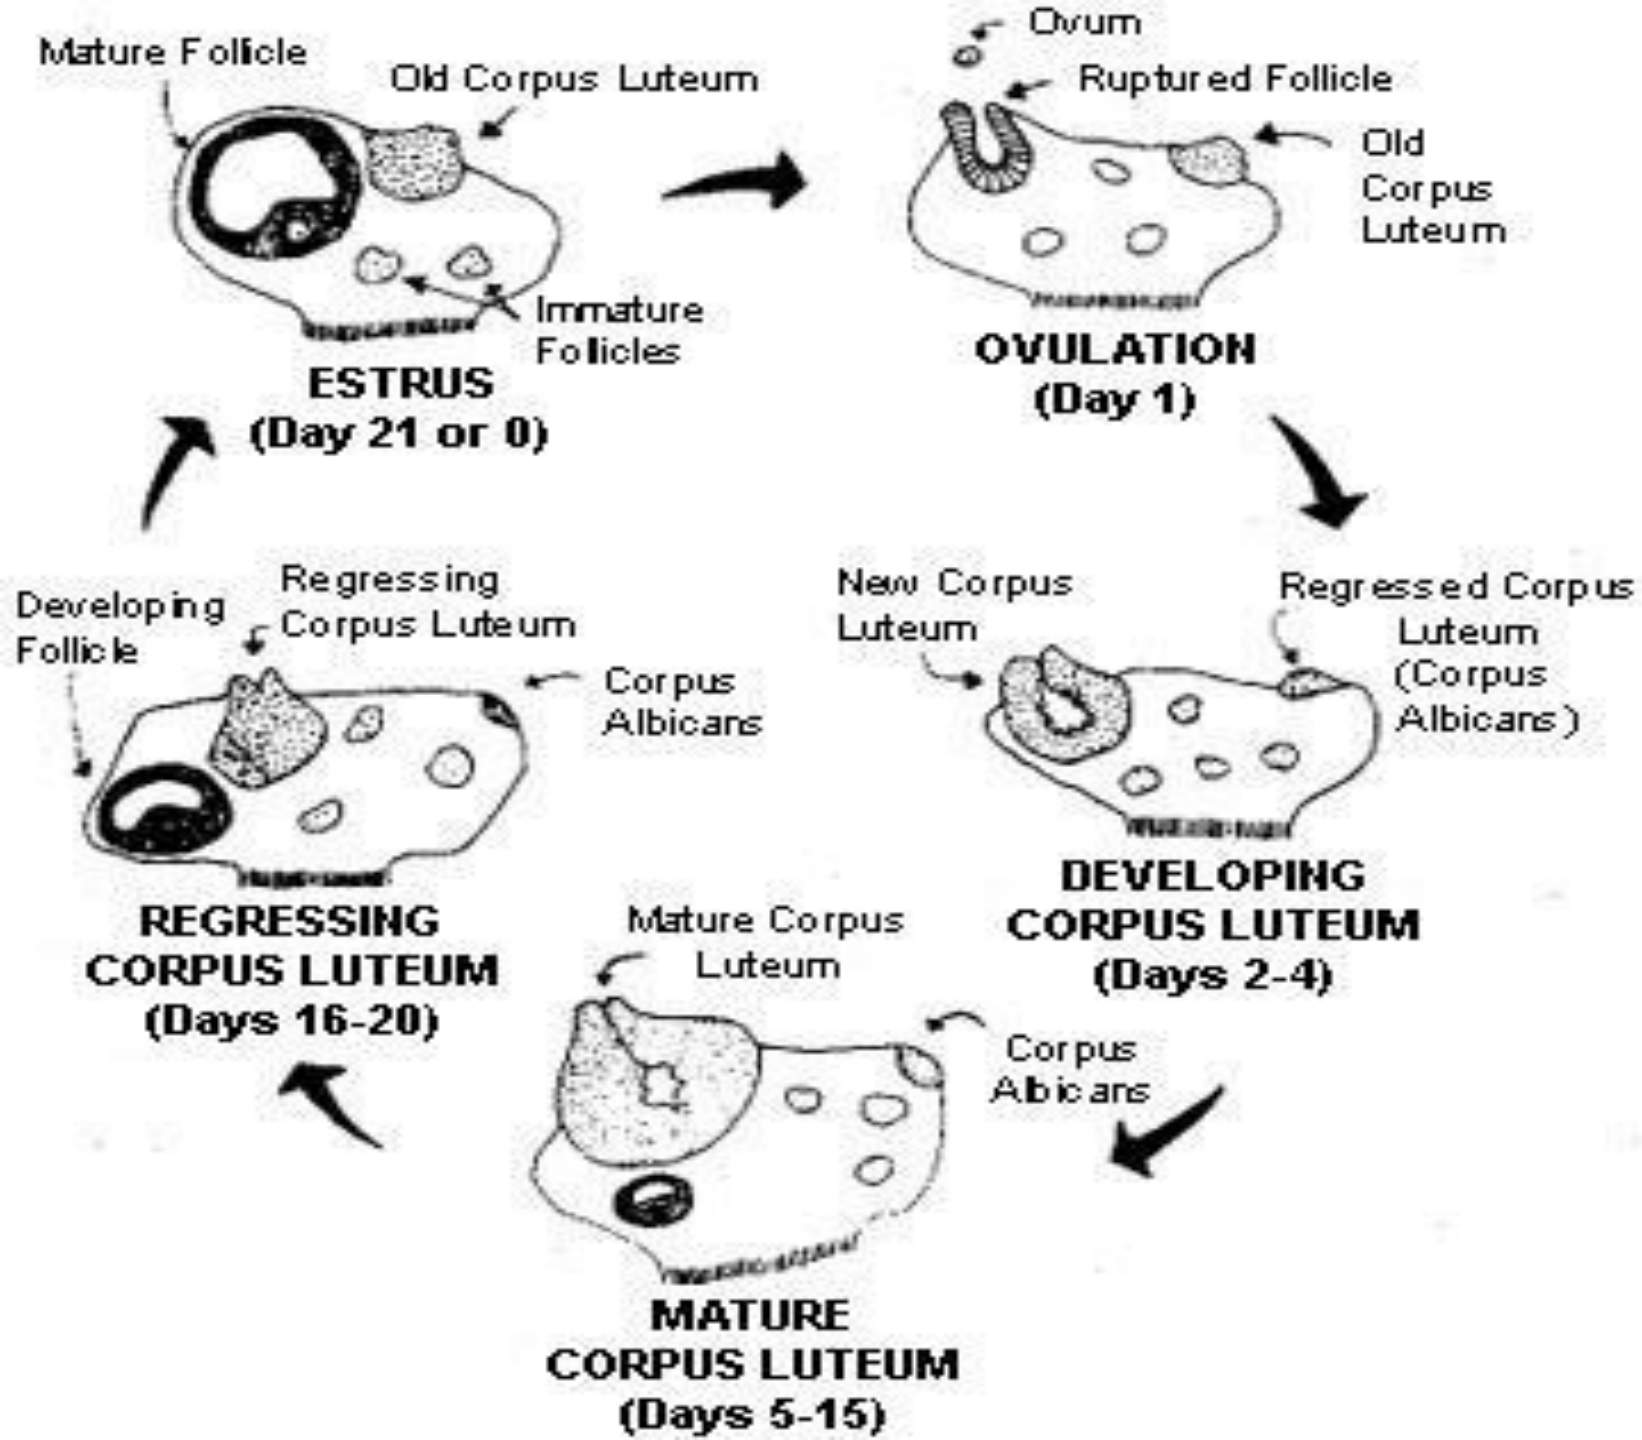 Mature Follicle
Old Corpus Luteum
Immature
Follicles
ESTRUS
(Day 21 or 0)
Ovum
Ruptured Follicle
Old
Corpus
Luteum
OVULATION
(Day 1)
New Corpus
Luteum
Regressed Corpus
Luteum
(Corpus
Albicans)
DEVELOPING
CORPUS LUTEUM
(Days 2-4)
Mature Corpus
Luteum
Corpus
Albicans
MATURE
CORPUS LUTEUM
(Days 5-15)
Developing
Follicle
Regressing
Corpus Luteum
Corpus
Albicans
REGRESSING
CORPUS LUTEUM
(Days 16-20)